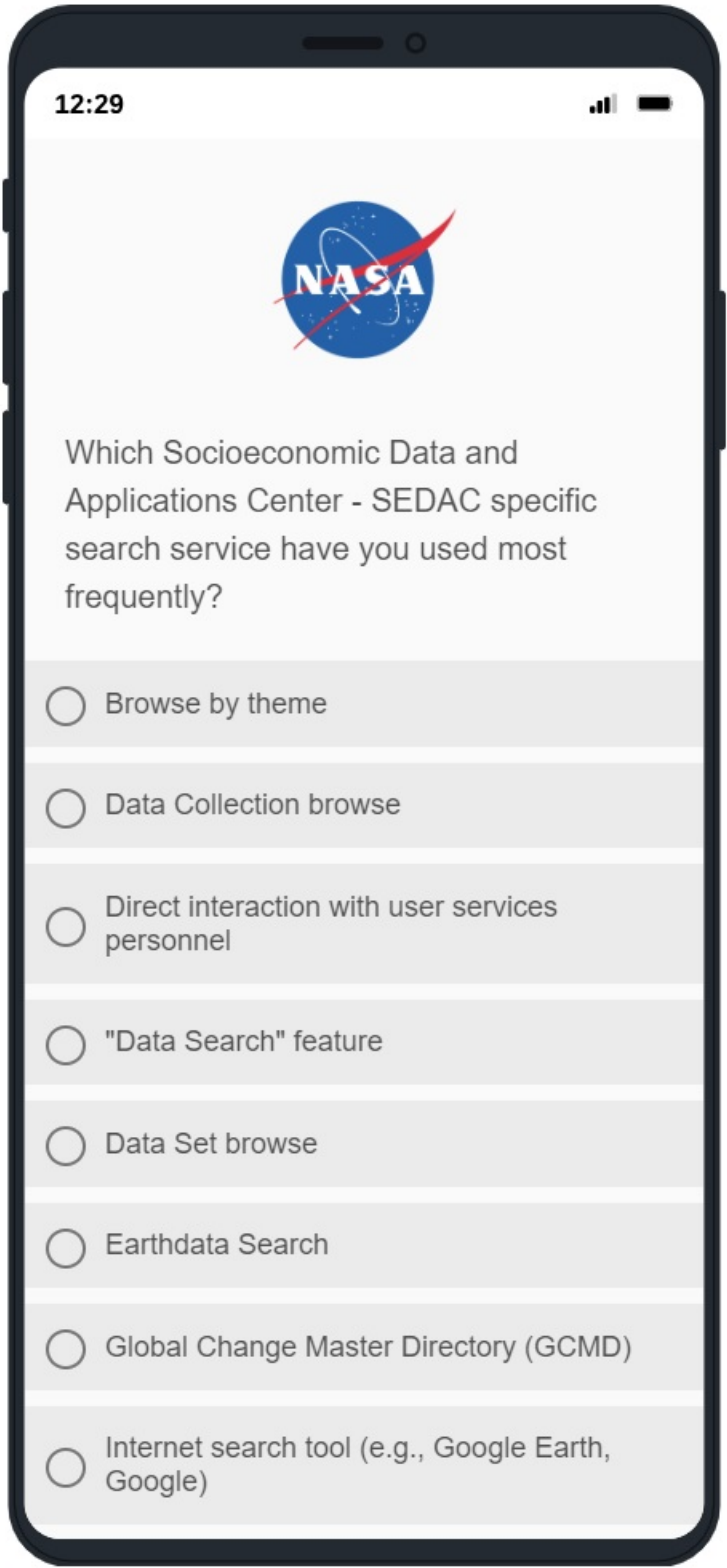 12:29
NASA
Which Socioeconomic Data and
Applications Center - SEDAC specific
search service have you used most
frequently?
Browse by theme
Data Collection browse
Direct interaction with user services
personnel
"Data Search" feature
Data Set browse
Earthdata Search
Global Change Master Directory (GCMD)
Internet search tool (e.g., Google Earth,
Google)